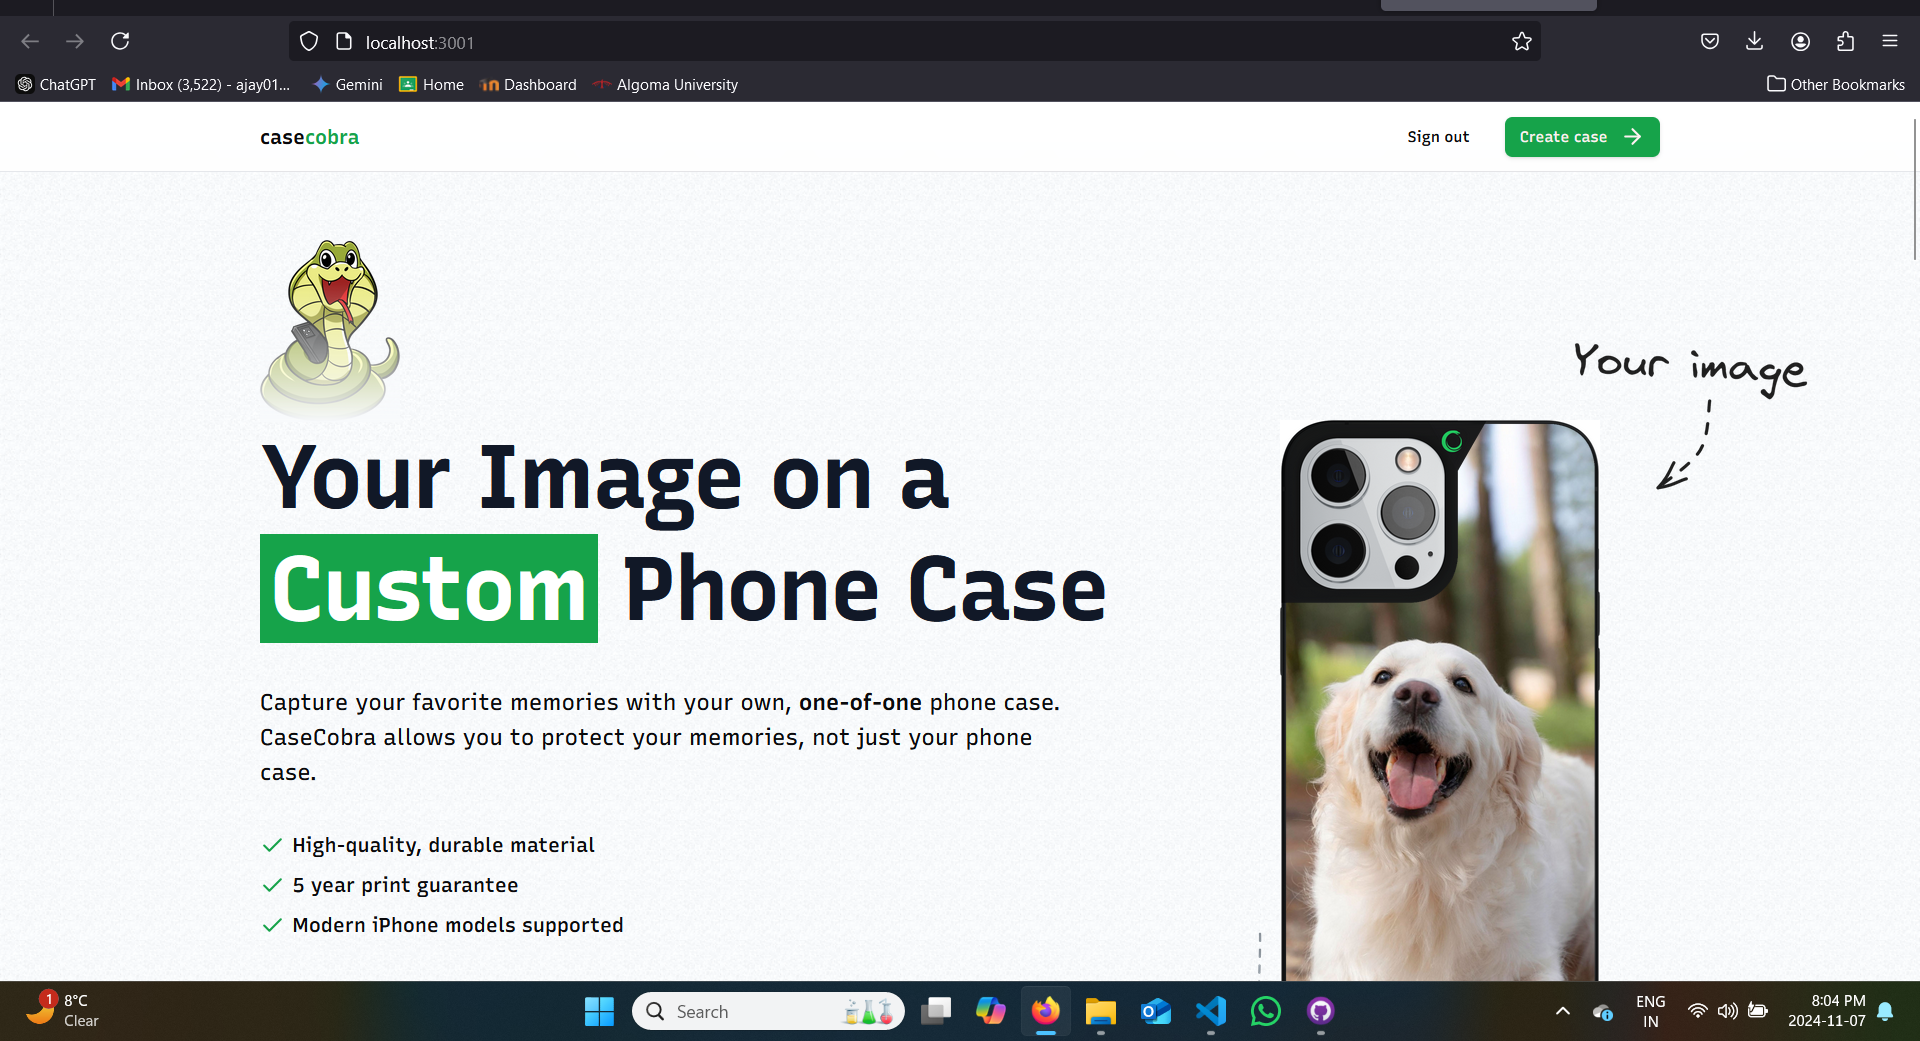 localhost:3001
ChatGPT
Inbox (3,522) - ajay01...
Gemini
Home
Dashboard
Algoma University
Other Bookmarks
casecobra
Sign out
Create case
Your image
Your Image on a
Custom Phone Case
Capture your favorite memories with your own, one-of-one phone case.
CaseCobra allows you to protect your memories, not just your phone
case.
High-quality, durable material
5 year print guarantee
Modern iPhone models supported
1
8°C
Clear
Search
ENG
IN
8:04 PM
2024-11-07